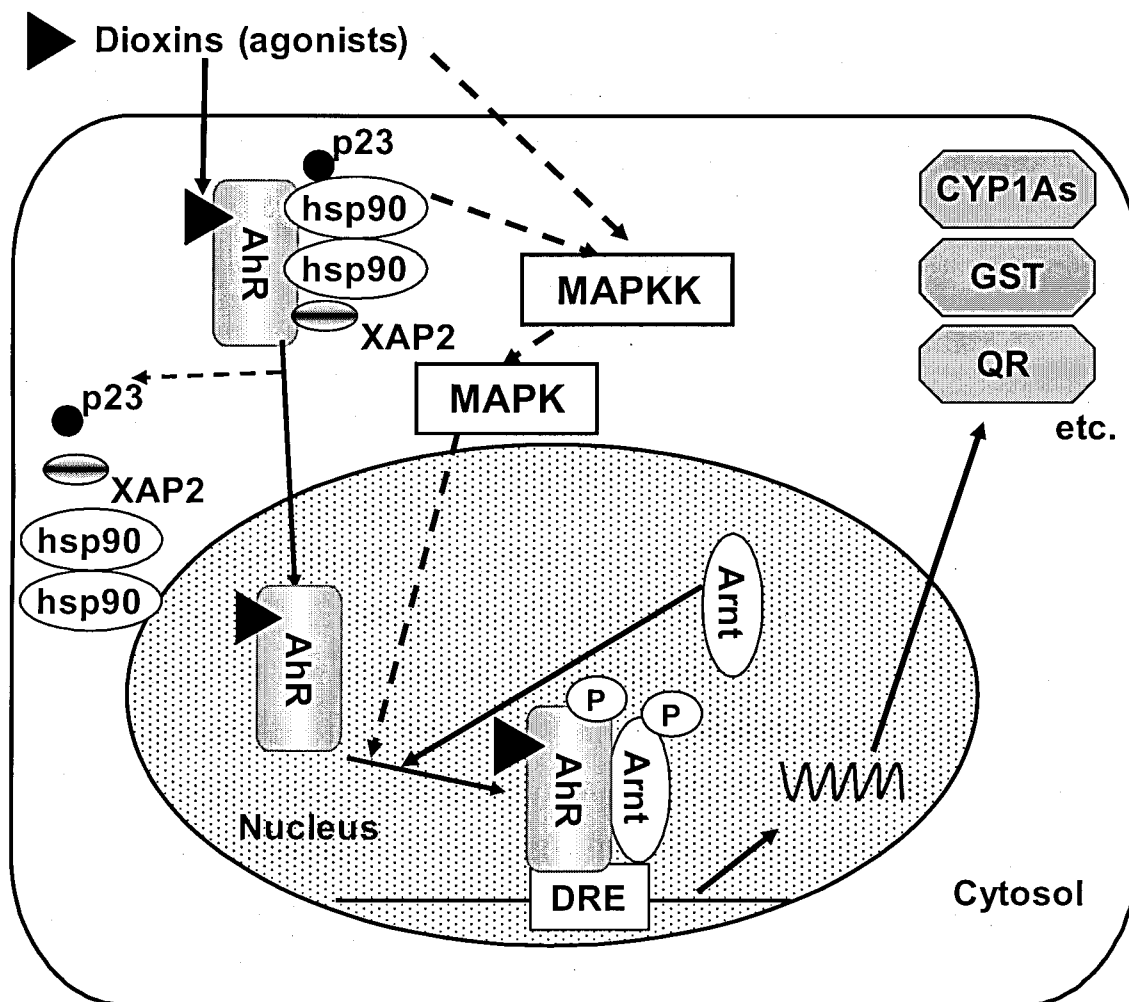 Dioxins (agonists)
p23
hsp90
AhR
hsp90
XAP2
MAPKK
MAPK
CYP1As
GST
QR
etc.
p23
XAP2
hsp90
hsp90
AhR
Arnt
P
P
AhR
Arnt
Nucleus
DRE
Cytosol